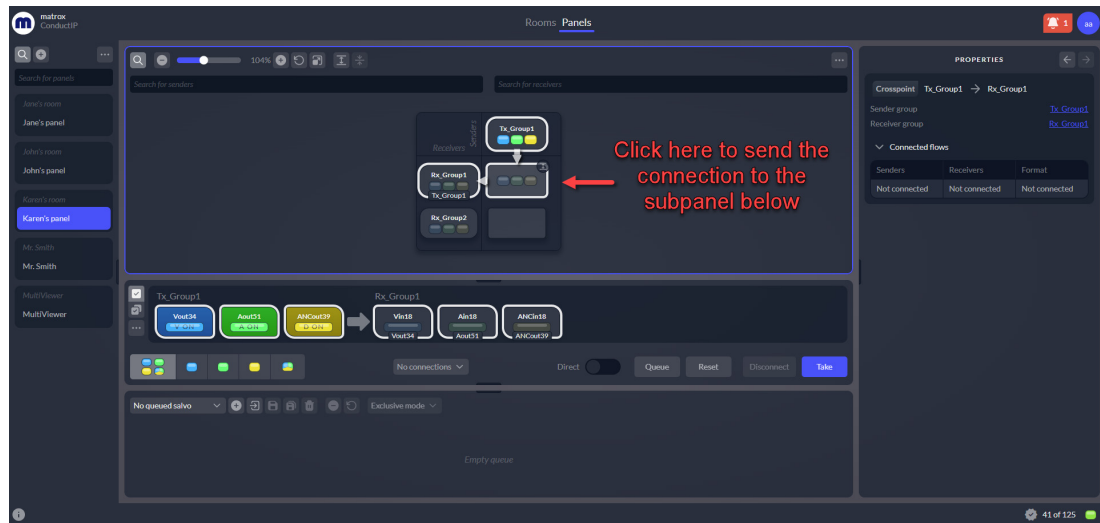 matrox
ConductIP
Rooms Panels
1
aa
Search for panels
Jane's room
Jane's panel
John's room
John's panel
Karen's room
Karen's panel
Mr. Smith
Mr. Smith
MultiViewer
MultiViewer
104%
Search for senders
Search for receivers
Senders
Receivers
Tx_Group1
Rx_Group1
Tx_Group1
Rx_Group2
Click here to send the
connection to the
subpanel below
Tx_Group1
Rx_Group1
Vout34
V ON
Aout51
A ON
ANCout39
D ON
Vin18
Vout34
Ain18
Aout51
ANCin18
ANCout39
No connections
Direct
Queue
Reset
Disconnect
Take
No queued salvo
Exclusive mode
Empty queue
PROPERTIES
Crosspoint Tx_Group1 → Rx_Group1
Sender group Tx_Group1
Receiver group Rx_Group1
Connected flows
Senders Receivers Format
Not connected Not connected Not connected
41 of 125